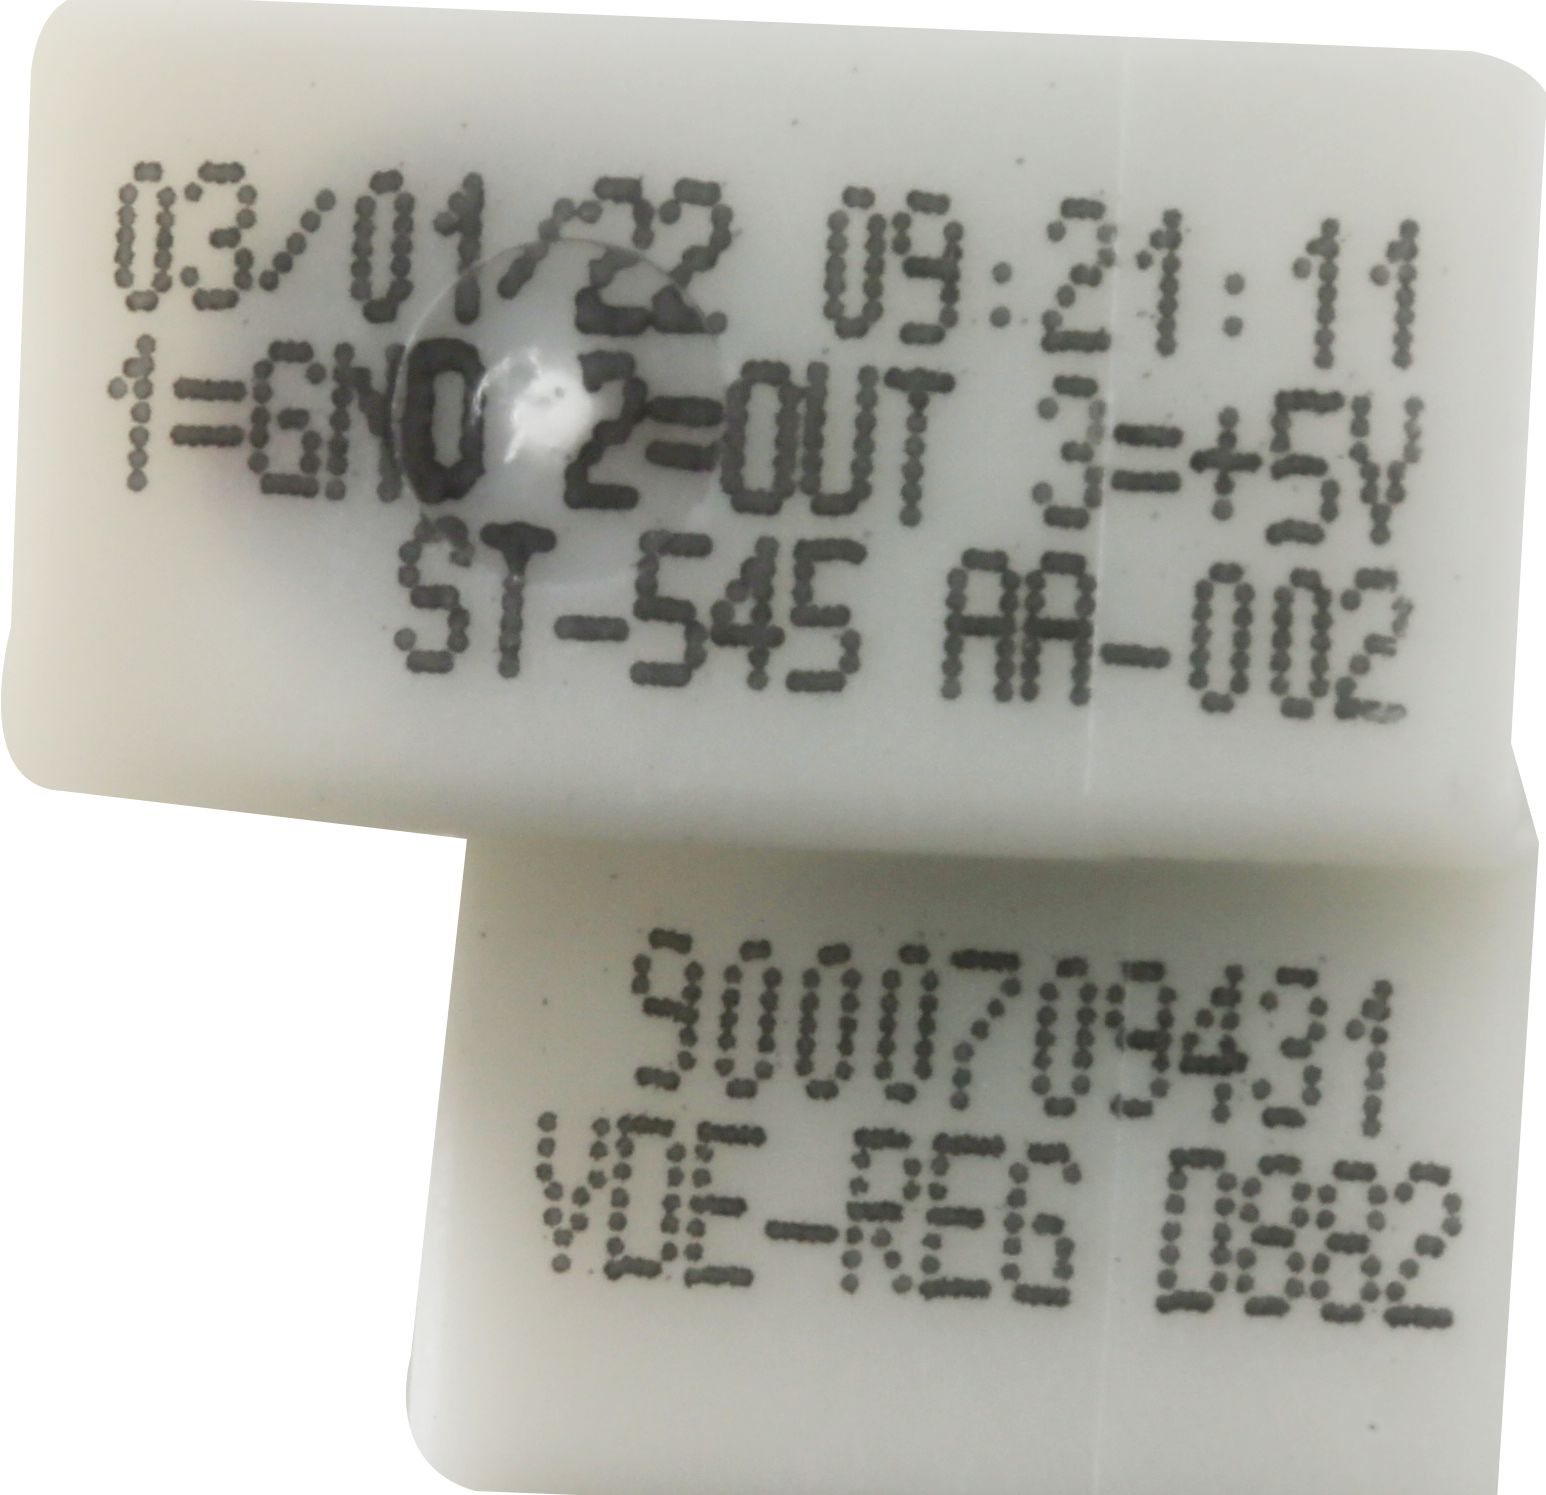 03/01/22 09:21:11
1=GND 2=OUT 3=+5V
ST-545 AA-002
9000709431
VDE-REG D882